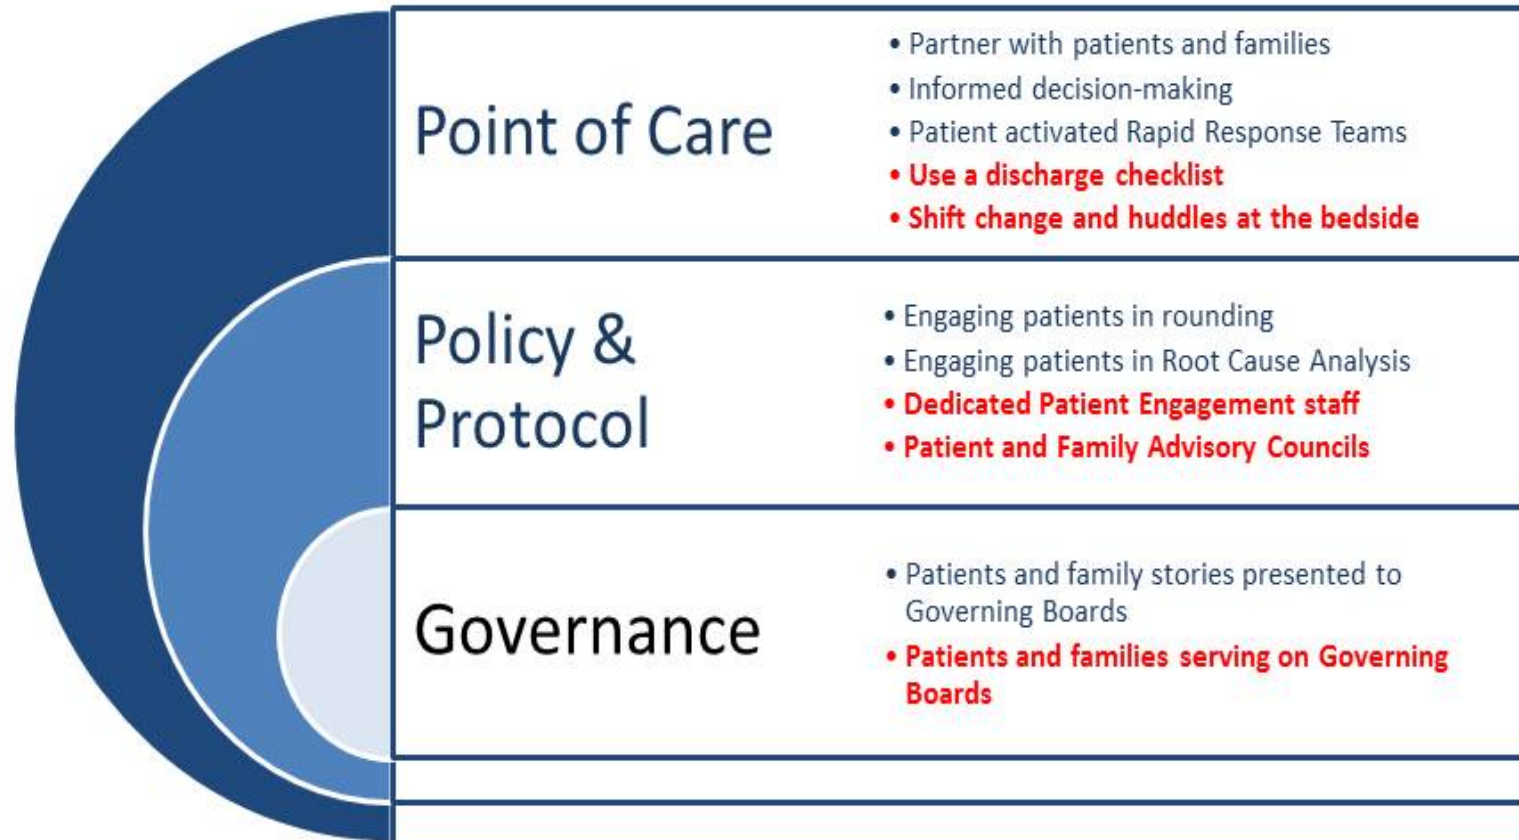 Point of Care
• Partner with patients and families
• Informed decision-making
• Patient activated Rapid Response Teams
• Use a discharge checklist
• Shift change and huddles at the bedside
Policy &
Protocol
• Engaging patients in rounding
• Engaging patients in Root Cause Analysis
• Dedicated Patient Engagement staff
• Patient and Family Advisory Councils
Governance
• Patients and family stories presented to
Governing Boards
• Patients and families serving on Governing
Boards